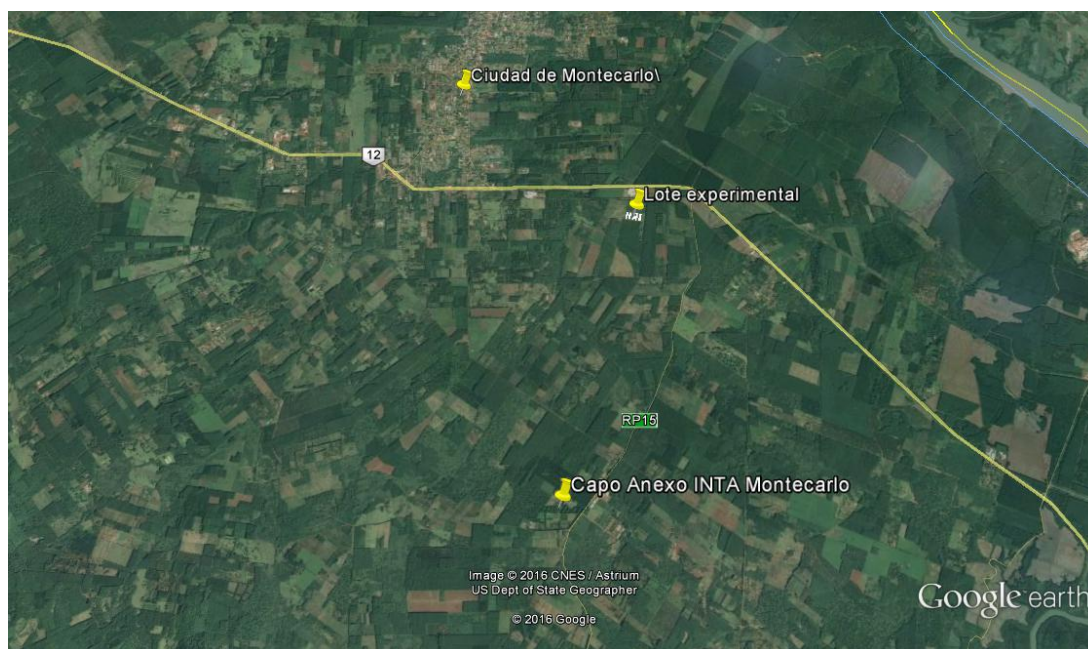 Ciudad de Montecarlo\
12
Lote experimental
RP15
Capo Anexo INTA Montecarlo
Image © 2016 CNES / Astrium
US Dept of State Geographer
© 2016 Google
Google earth